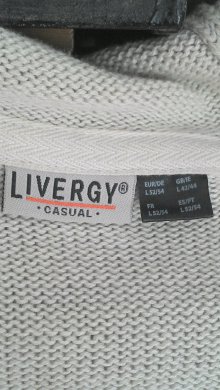 LIVERGY®
• CASUAL •
EUR/DE GB/IE
L 52/54 L 42/44
FR ES/PT
L 52/54 L 52/54